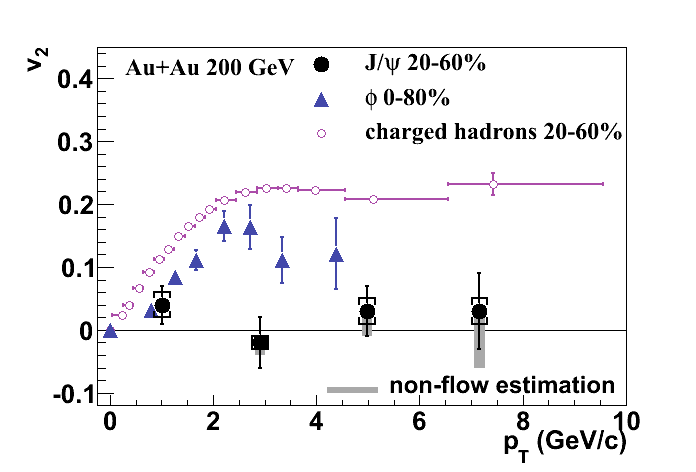 v2
0.4
0.3
0.2
0.1
0
-0.1
Au+Au 200 GeV
J/ψ 20-60%
ϕ 0-80%
charged hadrons 20-60%
non-flow estimation
0 2 4 6 8 10
pT (GeV/c)